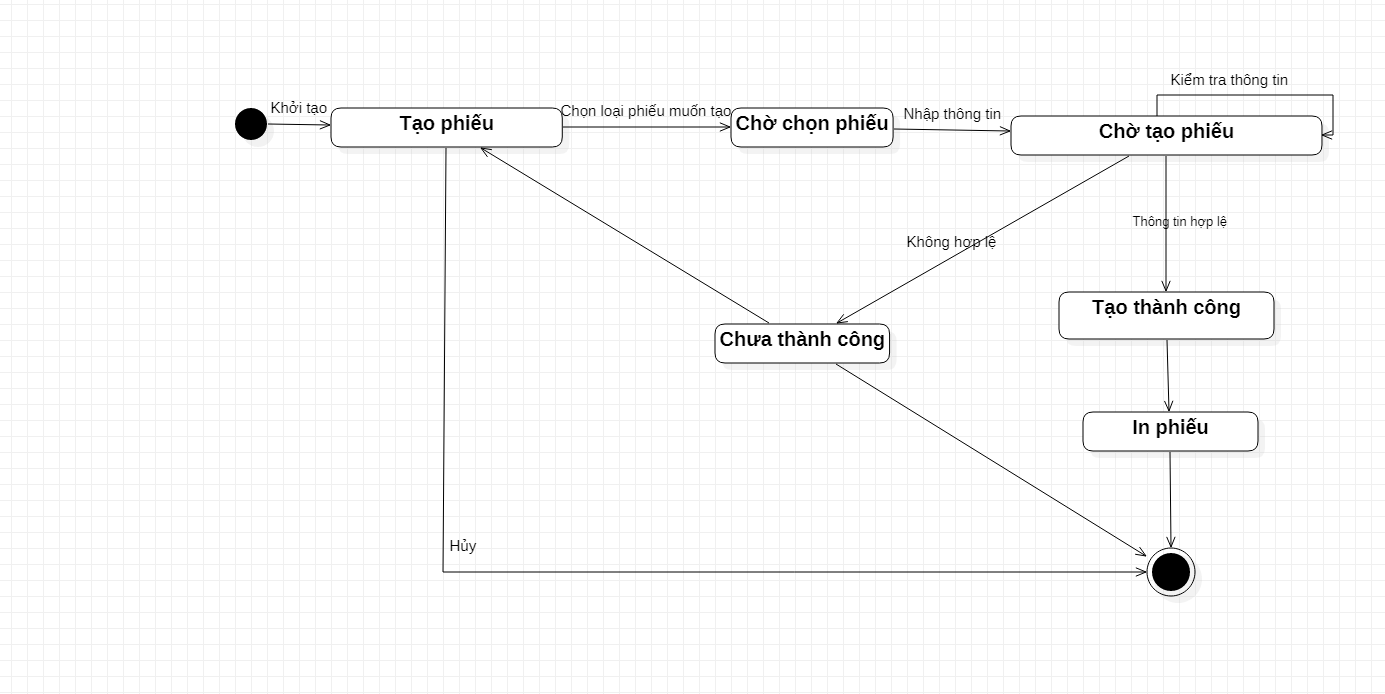 Kiểm tra thông tin
Khởi tạo
Tạo phiếu
Chọn loại phiếu muốn tạo
Chờ chọn phiếu
Nhập thông tin
Chờ tạo phiếu
Không hợp lệ
Thông tin hợp lệ
Chưa thành công
Tạo thành công
In phiếu
Hủy